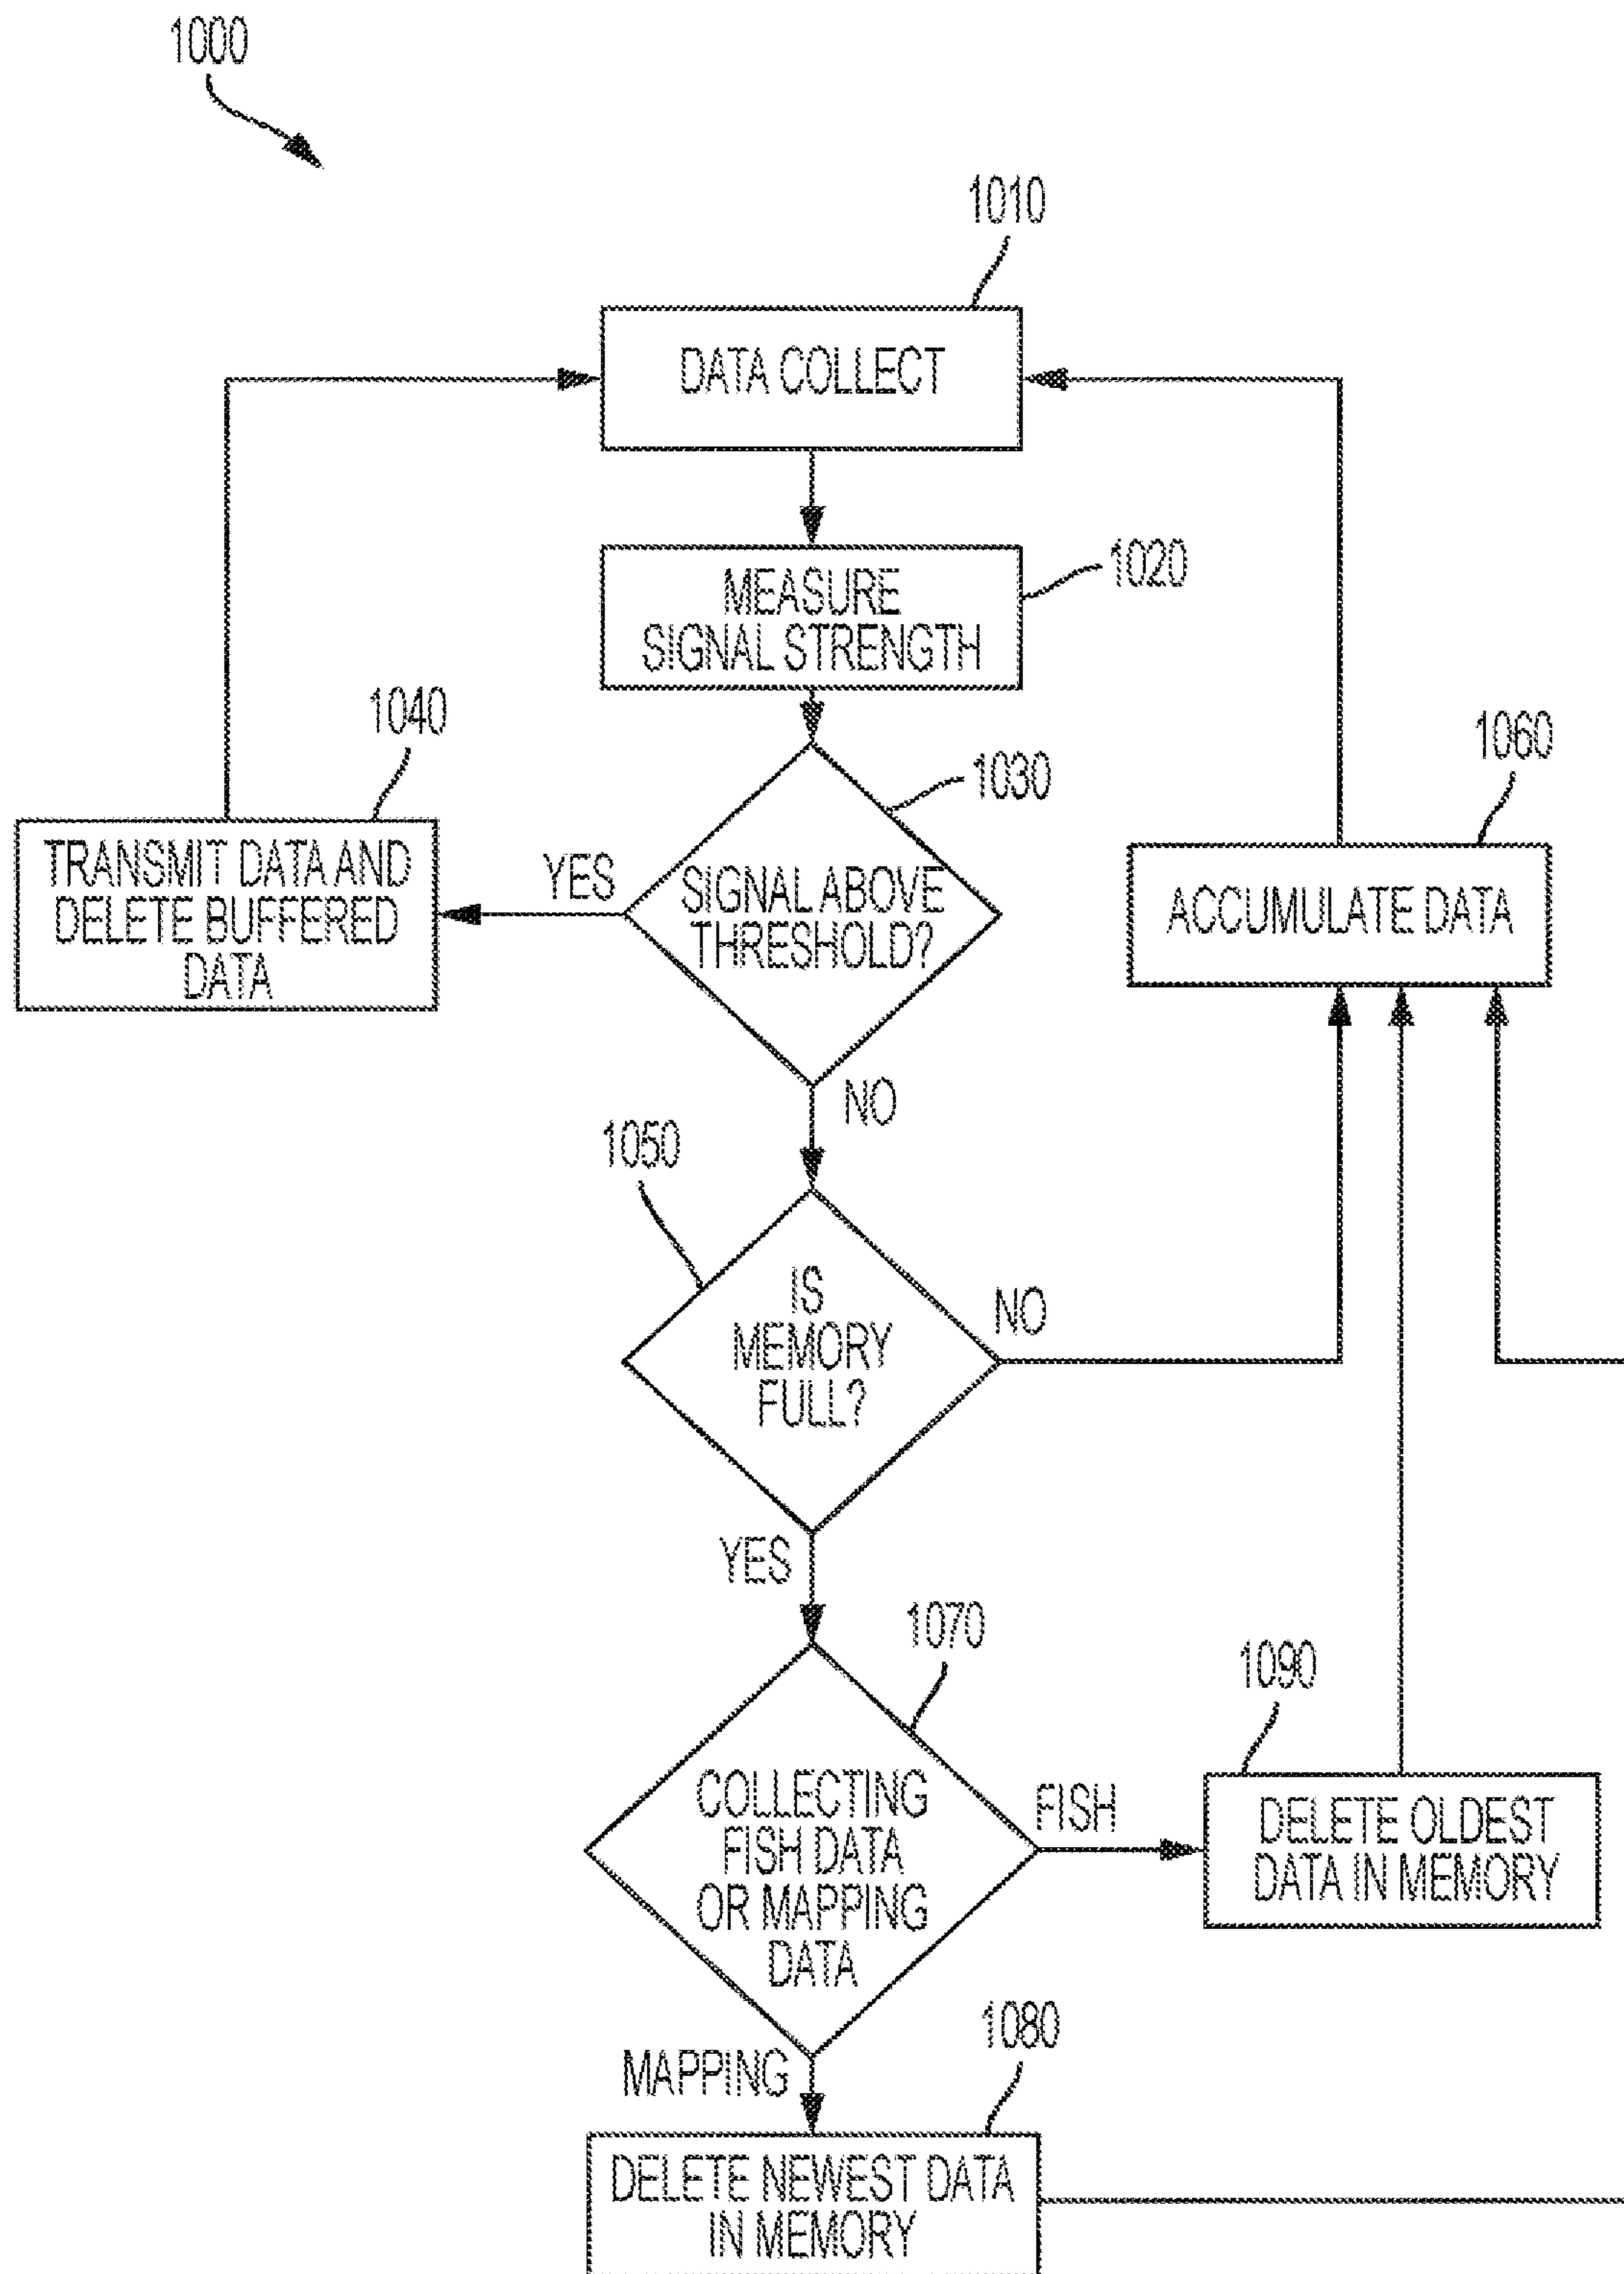 1000
1010
DATA COLLECT
MEASURE
SIGNAL STRENGTH
1020
1040
1030
1060
TRANSMIT DATA AND
DELETE BUFFERED
DATA
YES
SIGNAL ABOVE
THRESHOLD?
ACCUMULATE DATA
NO
1050
IS
MEMORY
FULL?
NO
YES
1070
1090
COLLECTING
FISH DATA
OR MAPPING
DATA
FISH
DELETE OLDEST
DATA IN MEMORY
MAPPING
1080
DELETE NEWEST DATA
IN MEMORY